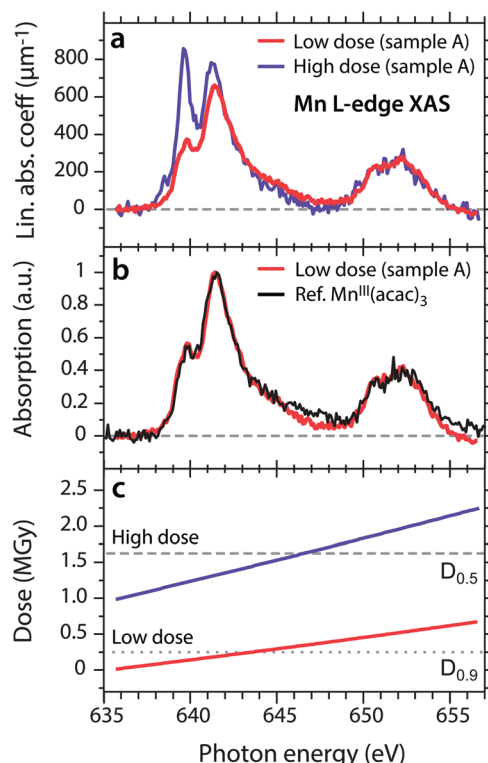 a
Low dose (sample A)
High dose (sample A)
Mn L-edge XAS
Lin. abs. coeff (μm⁻¹)
800
600
400
200
0
b
Low dose (sample A)
Ref. Mnᴵᴵᴵ(acac)₃
Absorption (a.u.)
1
0.8
0.6
0.4
0.2
0
c
High dose
D₀.₅
Low dose
D₀.₉
Dose (MGy)
2.5
2.0
1.5
1.0
0.5
0
635 640 645 650 655
Photon energy (eV)